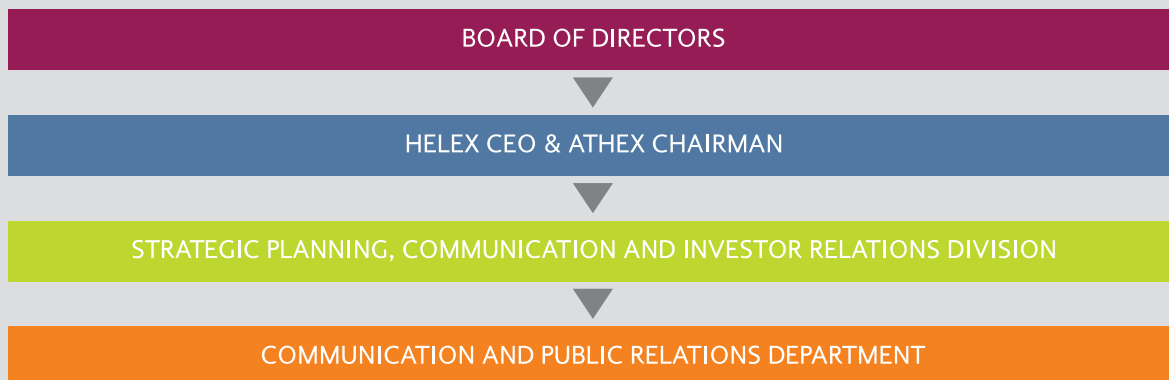 BOARD OF DIRECTORS
HELEX CEO & ATHEX CHAIRMAN
STRATEGIC PLANNING, COMMUNICATION AND INVESTOR RELATIONS DIVISION
COMMUNICATION AND PUBLIC RELATIONS DEPARTMENT